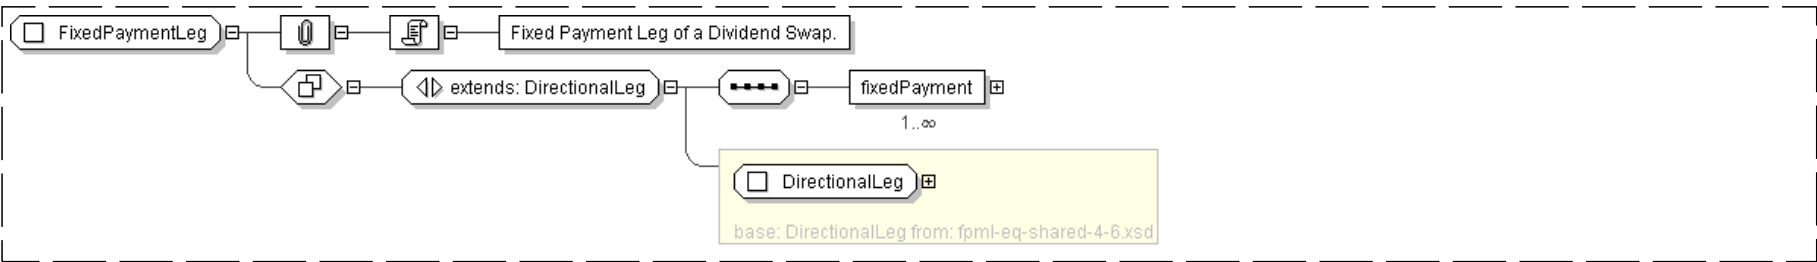 FixedPaymentLeg
Fixed Payment Leg of a Dividend Swap.
extends: DirectionalLeg
fixedPayment
1..∞
DirectionalLeg
base: DirectionalLeg from: fpml-eq-shared-4-6.xsd